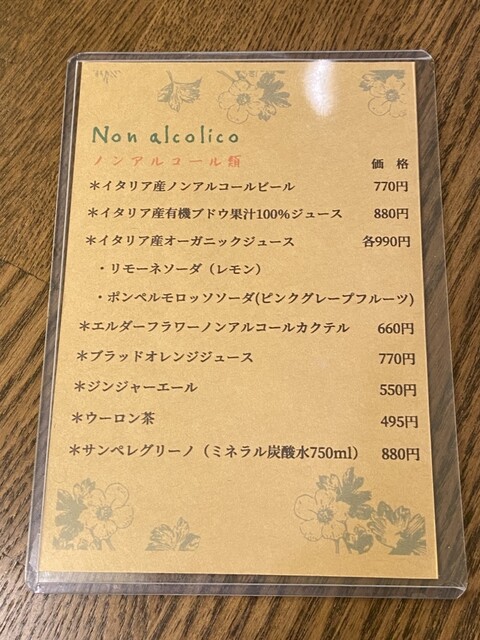 Non alcolico
ノンアルコール類 価格
＊イタリア産ノンアルコールビール 770円
＊イタリア産有機ブドウ果汁100%ジュース 880円
＊イタリア産オーガニックジュース 各990円
・リモーネソーダ（レモン）
・ポンペルモロッソソーダ(ピンクグレープフルーツ)
＊エルダーフラワーノンアルコールカクテル 660円
＊ブラッドオレンジジュース 770円
＊ジンジャーエール 550円
＊ウーロン茶 495円
＊サンペレグリーノ（ミネラル炭酸水750ml） 880円